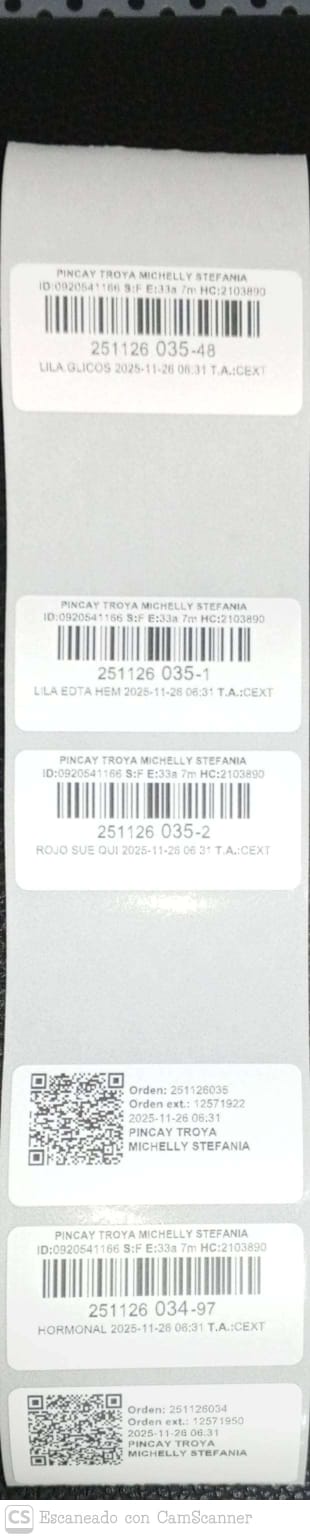 PINCAY TROYA MICHELLY STEFANIA
ID:0920541166 S:F E:33a 7m HC:2103890
251126 035-48
LILA.GLICOS 2025-11-26 06:31 T.A.:CEXT
PINCAY TROYA MICHELLY STEFANIA
ID:0920541166 S:F E:33a 7m HC:2103890
251126 035-1
LILA EDTA HEM 2025-11-26 06:31 T.A.:CEXT
PINCAY TROYA MICHELLY STEFANIA
ID:0920541166 S:F E:33a 7m HC:2103890
251126 035-2
ROJO SUE QUI 2025-11-26 06:31 T.A.:CEXT
Orden: 251126035
Orden ext.: 12571922
2025-11-26 06:31
PINCAY TROYA
MICHELLY STEFANIA
PINCAY TROYA MICHELLY STEFANIA
ID:0920541166 S:F E:33a 7m HC:2103890
251126 034-97
HORMONAL 2025-11-26 06:31 T.A.:CEXT
Orden: 251126034
Orden ext.: 12571950
2025-11-26 06:31
PINCAY TROYA
MICHELLY STEFANIA
CS Escaneado con CamScanner